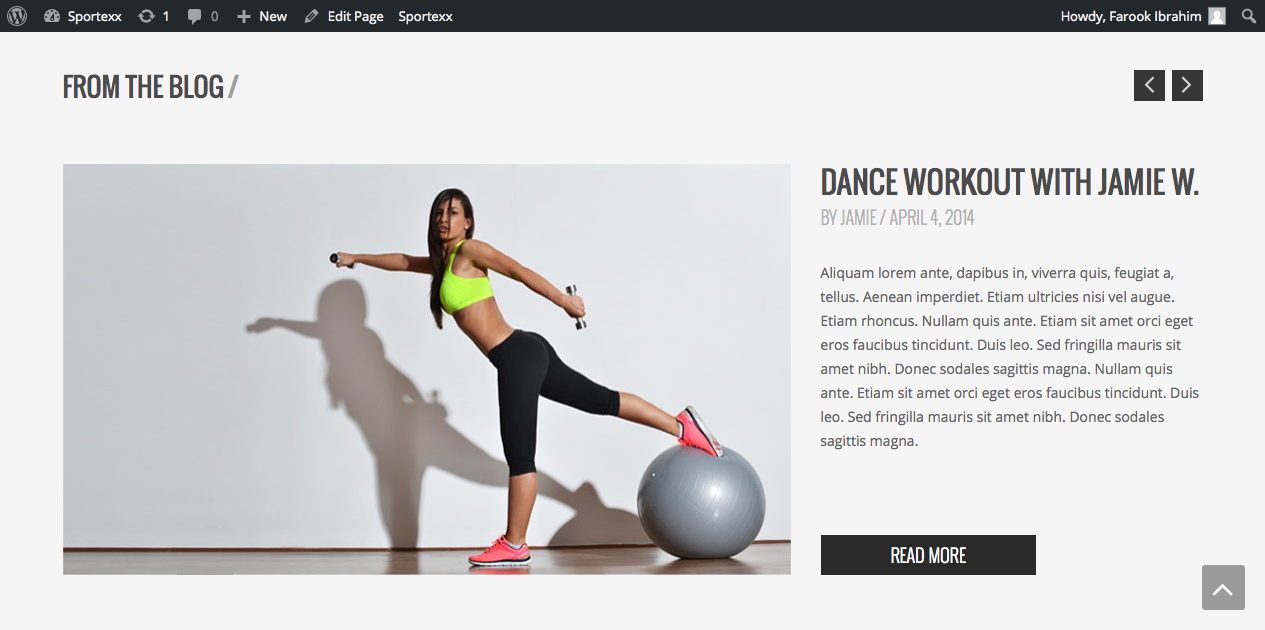 Sportexx 1 0 New Edit Page Sportexx Howdy, Farook Ibrahim
FROM THE BLOG /
DANCE WORKOUT WITH JAMIE W.
BY JAMIE / APRIL 4, 2014
Aliquam lorem ante, dapibus in, viverra quis, feugiat a,
tellus. Aenean imperdiet. Etiam ultricies nisi vel augue.
Etiam rhoncus. Nullam quis ante. Etiam sit amet orci eget
eros faucibus tincidunt. Duis leo. Sed fringilla mauris sit
amet nibh. Donec sodales sagittis magna. Nullam quis
ante. Etiam sit amet orci eget eros faucibus tincidunt. Duis
leo. Sed fringilla mauris sit amet nibh. Donec sodales
sagittis magna.
READ MORE